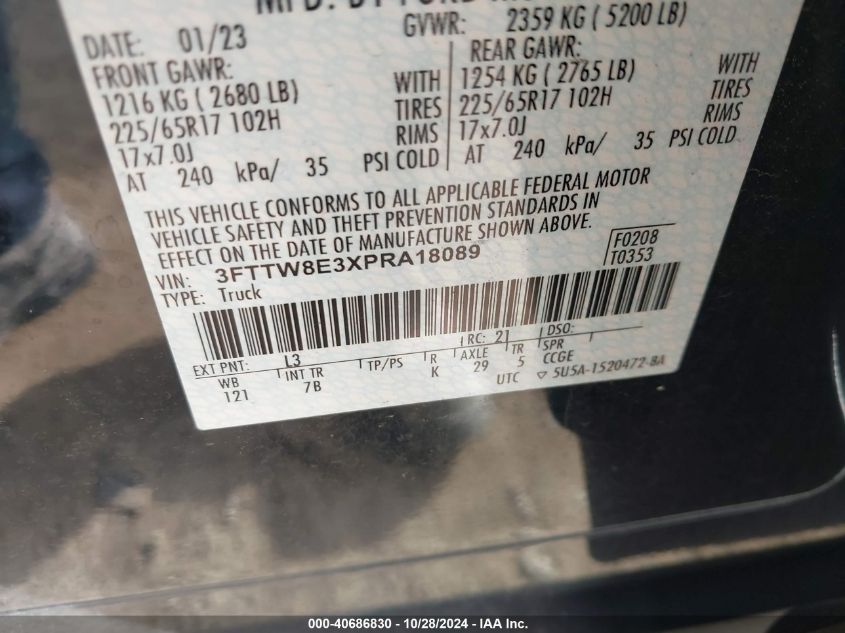 MFD. BY FORD
DATE: 01/23 GVWR: 2359 KG ( 5200 LB)
FRONT GAWR: REAR GAWR:
1216 KG ( 2680 LB) WITH 1254 KG ( 2765 LB) WITH
225/65R17 102H TIRES 225/65R17 102H TIRES
17x7.0J RIMS 17x7.0J RIMS
AT 240 kPa/ 35 PSI COLD AT 240 kPa/ 35 PSI COLD
THIS VEHICLE CONFORMS TO ALL APPLICABLE FEDERAL MOTOR
VEHICLE SAFETY AND THEFT PREVENTION STANDARDS IN
EFFECT ON THE DATE OF MANUFACTURE SHOWN ABOVE.
VIN: 3FTTW8E3XPRA18089 F0208
TYPE: Truck T0353
EXT PNT: L3 RC: 21 DSO:
WB INT TR TP/PS R AXLE TR SPR
121 7B K 29 5 CCGE
UTC ▽ 5U5A-1520472-BA
000-40686830 - 10/28/2024 - IAA Inc.